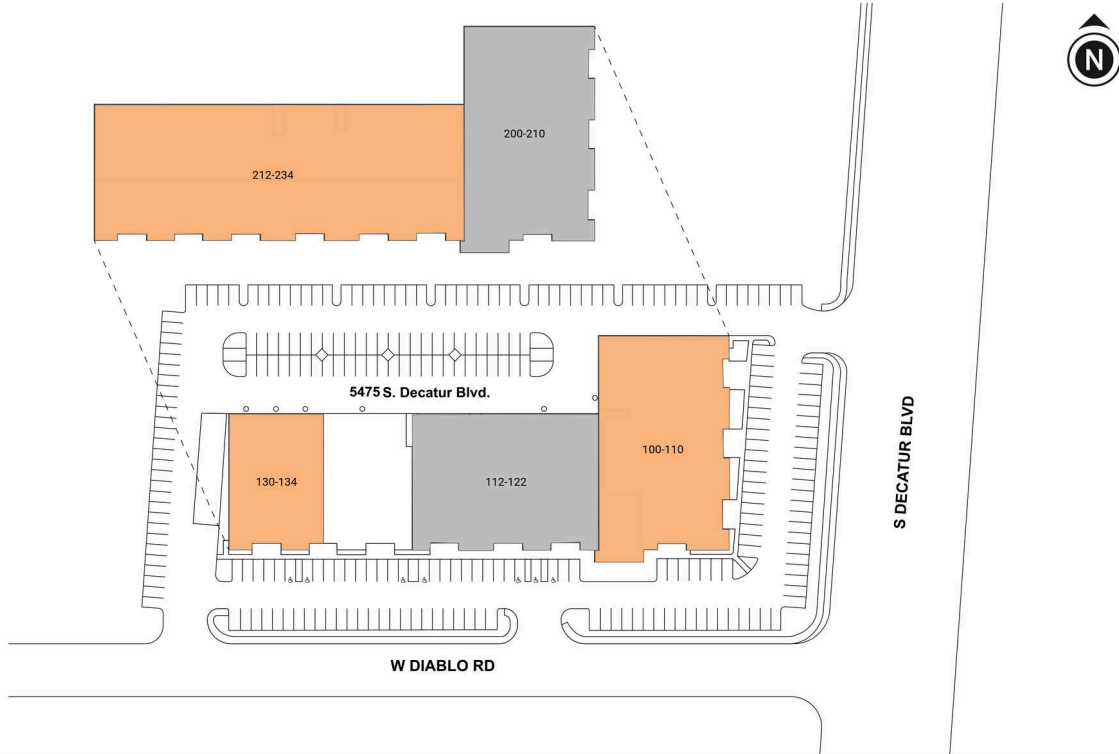 N
200-210
212-234
5475 S. Decatur Blvd.
100-110
130-134
112-122
S DECATUR BLVD
W DIABLO RD